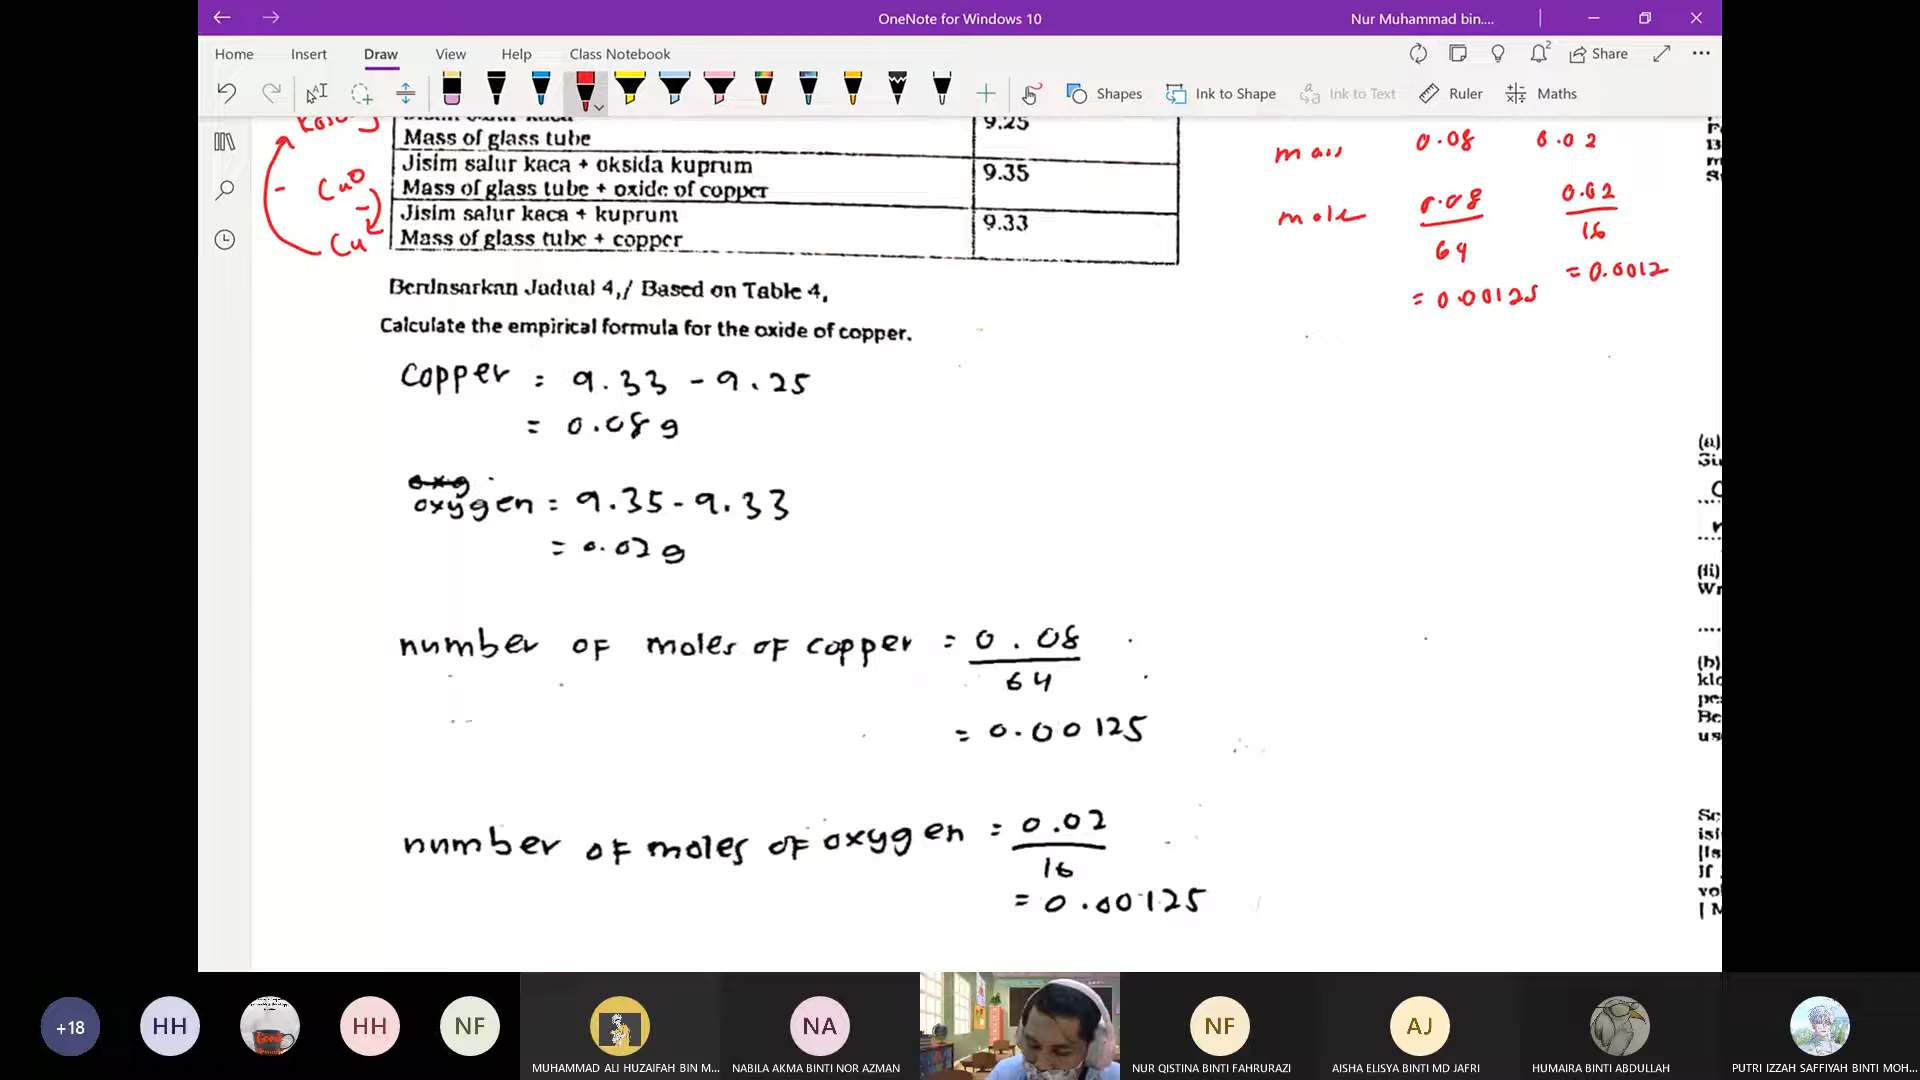 OneNote for Windows 10
Nur Muhammad bin....
Home Insert Draw View Help Class Notebook
2
Share
Shapes
Ink to Shape
Ink to Text
Ruler
Maths
9.25
Mass of glass tube
Jisim salur kaca + oksida kuprum
9.35
Mass of glass tube + oxide of copper
Jisim salur kaca + kuprum
9.33
Mass of glass tube + copper
CuO
Cu
mass 0.08 0.02
mole 0.08 0.02
64 16
= 0.0012
= 0.00125
Berdasarkan Jadual 4,/ Based on Table 4,
Calculate the empirical formula for the oxide of copper.
copper = 9.33 - 9.25
= 0.08g
oxyg
oxygen = 9.35 - 9.33
= 0.02g
number of moles of copper = 0.08
64
= 0.00125
number of moles of oxygen = 0.02
16
= 0.00125
(a)
(ii)
(b)
+18
HH
HH
NF
NA
NF
AJ
MUHAMMAD ALI HUZAIFAH BIN M...
NABILA AKMA BINTI NOR AZMAN
NUR QISTINA BINTI FAHRURAZI
AISHA ELISYA BINTI MD JAFRI
HUMAIRA BINTI ABDULLAH
PUTRI IZZAH SAFFIYAH BINTI MOH...